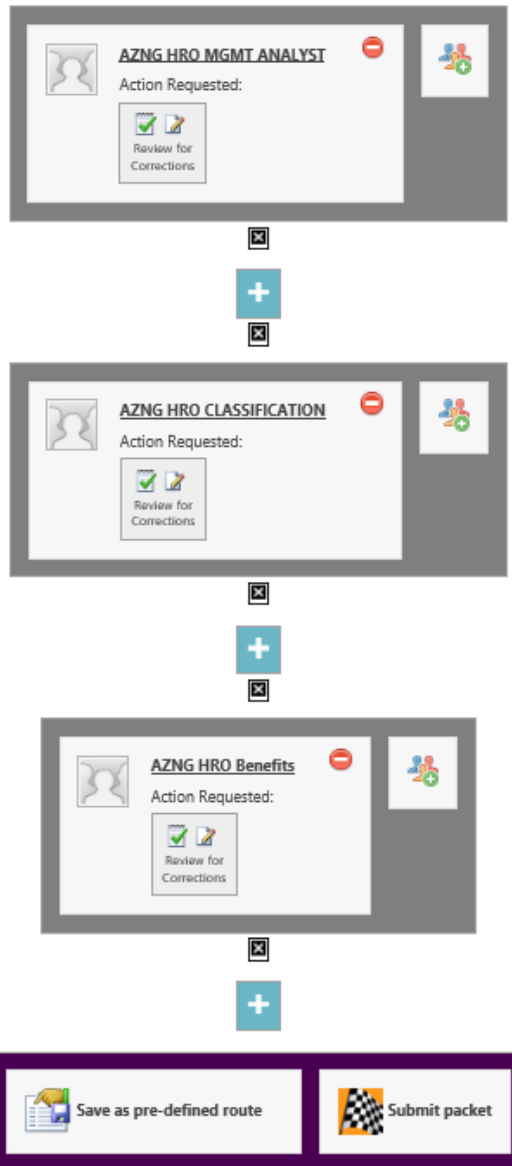 AZNG HRO MGMT ANALYST
Action Requested:
Review for
Corrections
AZNG HRO CLASSIFICATION
Action Requested:
Review for
Corrections
AZNG HRO Benefits
Action Requested:
Review for
Corrections
Save as pre-defined route
Submit packet